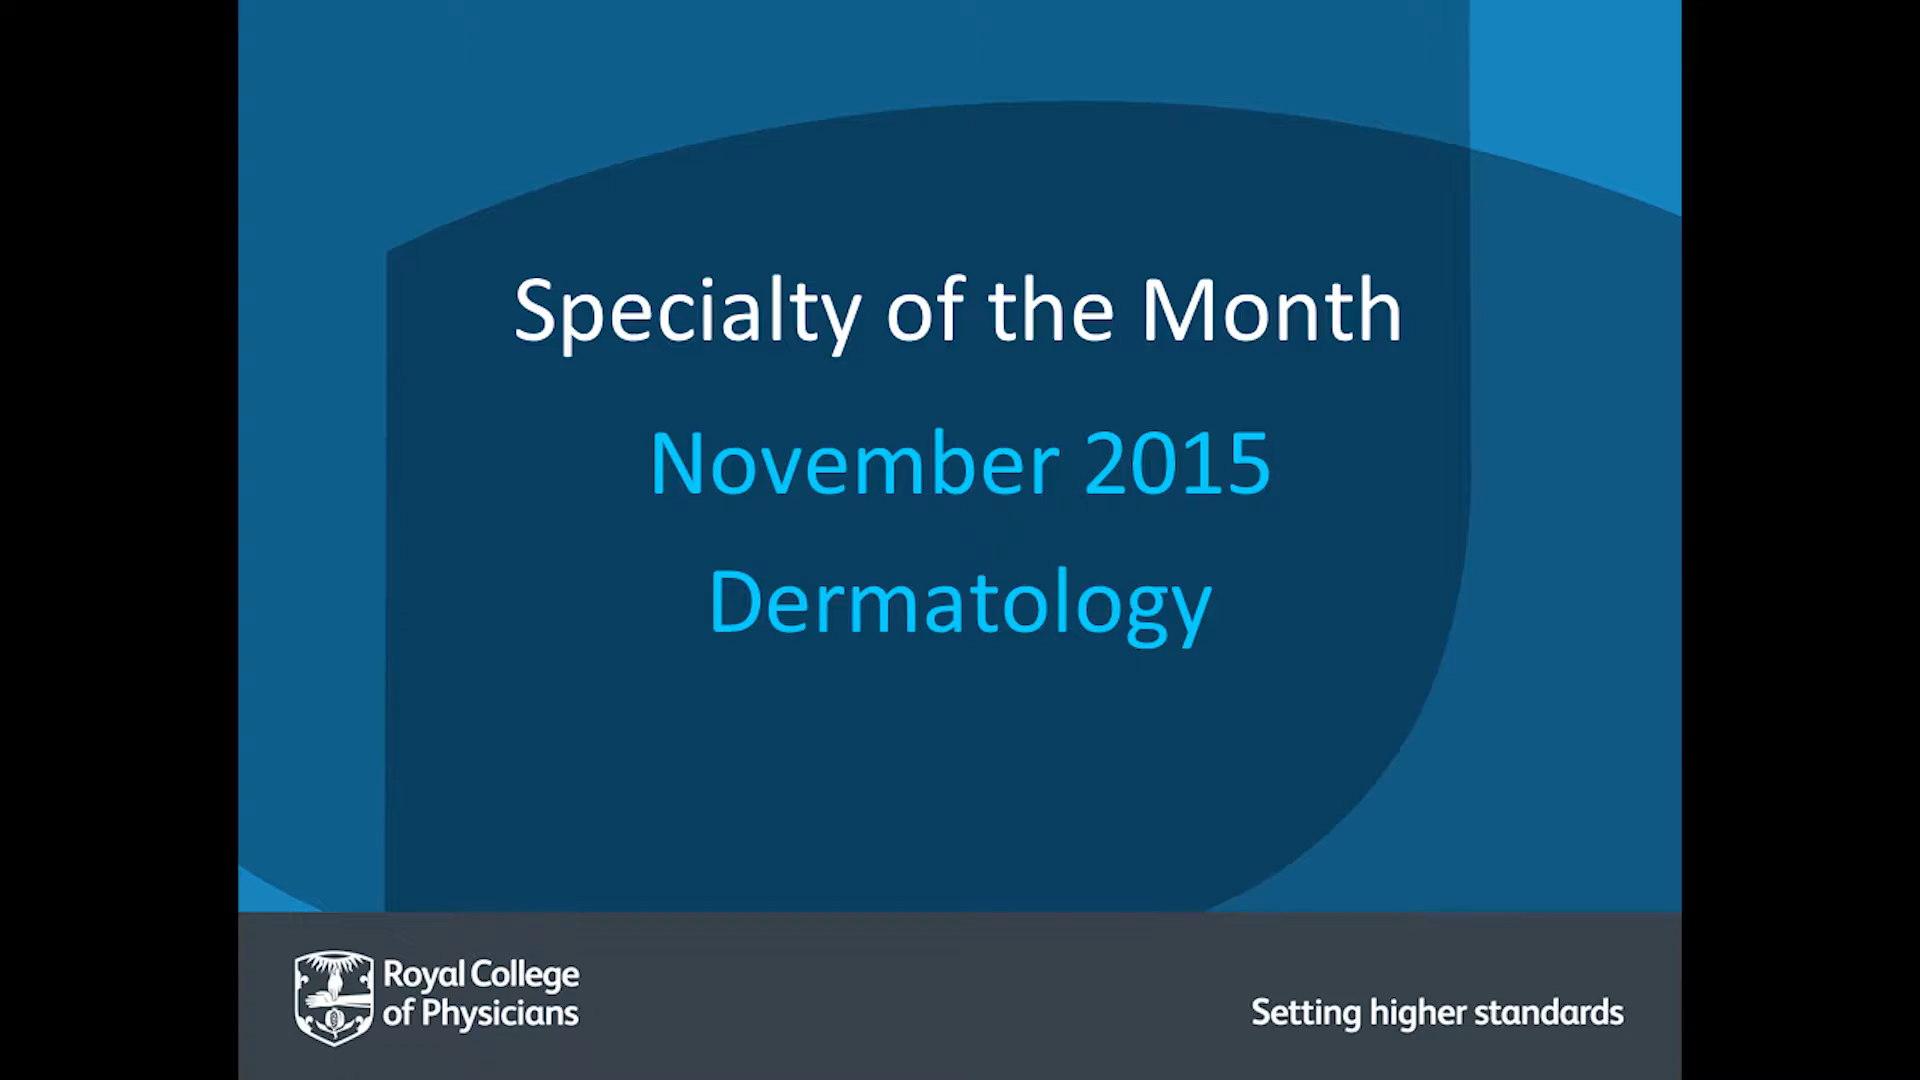 Specialty of the Month
November 2015
Dermatology
Royal College
of Physicians
Setting higher standards